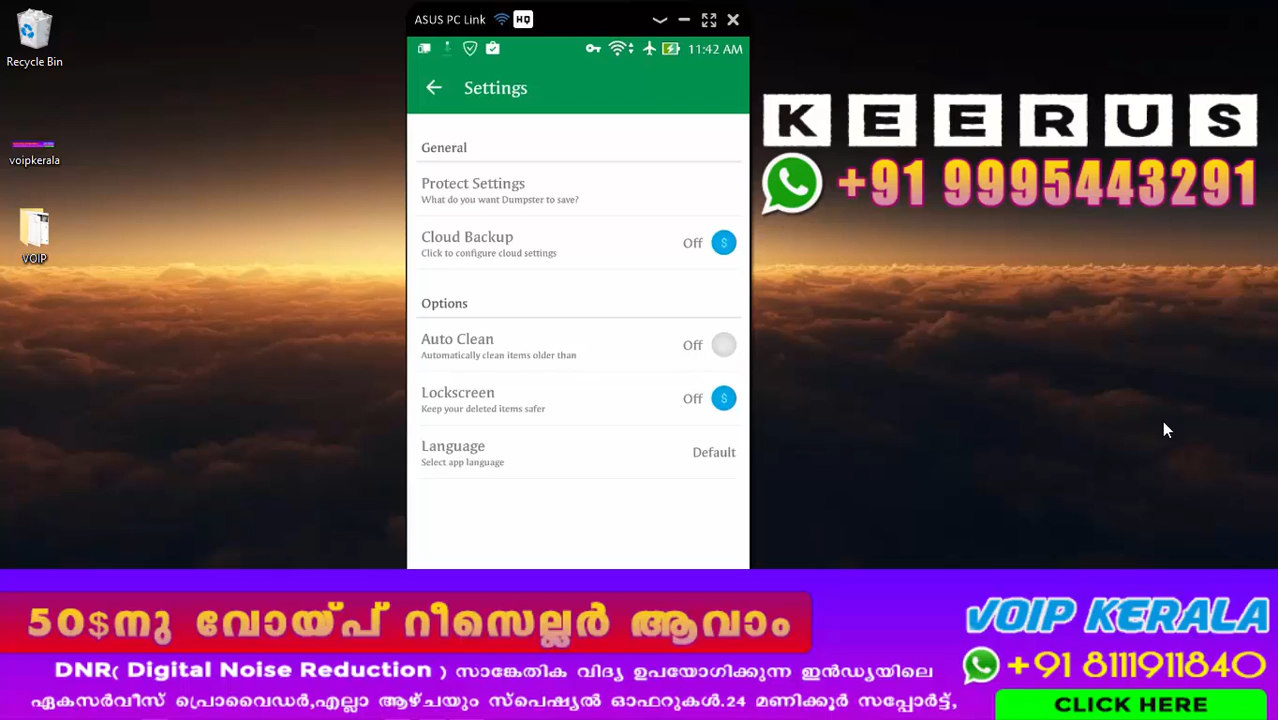 Recycle Bin
voipkerala
VOIP
ASUS PC Link HQ
11:42 AM
Settings
General
Protect Settings
What do you want Dumpster to save?
Cloud Backup
Click to configure cloud settings
Off $
Options
Auto Clean
Automatically clean items older than
Off
Lockscreen
Keep your deleted items safer
Off $
Language
Select app language
Default
KEERUS
+91 9995443291
50$നു വോയ്പ് റീസെല്ലർ ആവാം
DNR( Digital Noise Reduction ) സാങ്കേതിക വിദ്യ ഉപയോഗിക്കുന്ന ഇൻഡ്യയിലെ
ഏകസർവീസ് പ്രൊവൈഡർ,എല്ലാ ആഴ്ചയും സ്പെഷ്യൽ ഓഫറുകൾ.24 മണിക്കൂർ സപ്പോർട്ട്,
VOIP KERALA
+91 8111911840
CLICK HERE